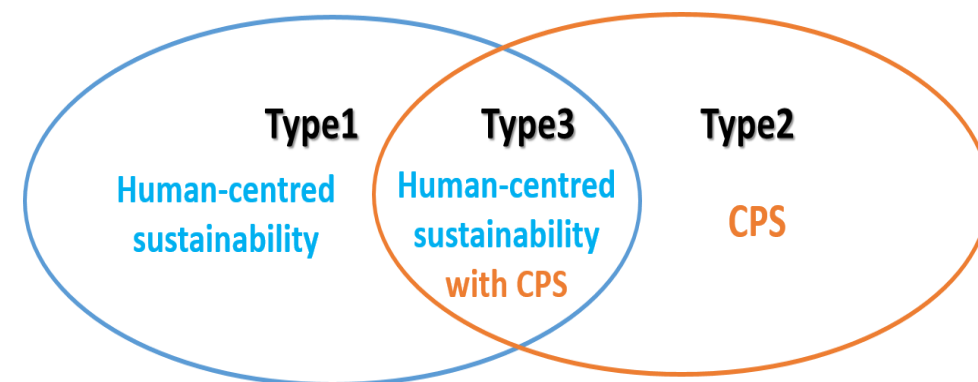 Type1
Human-centred
sustainability
Type3
Human-centred
sustainability
with CPS
Type2
CPS